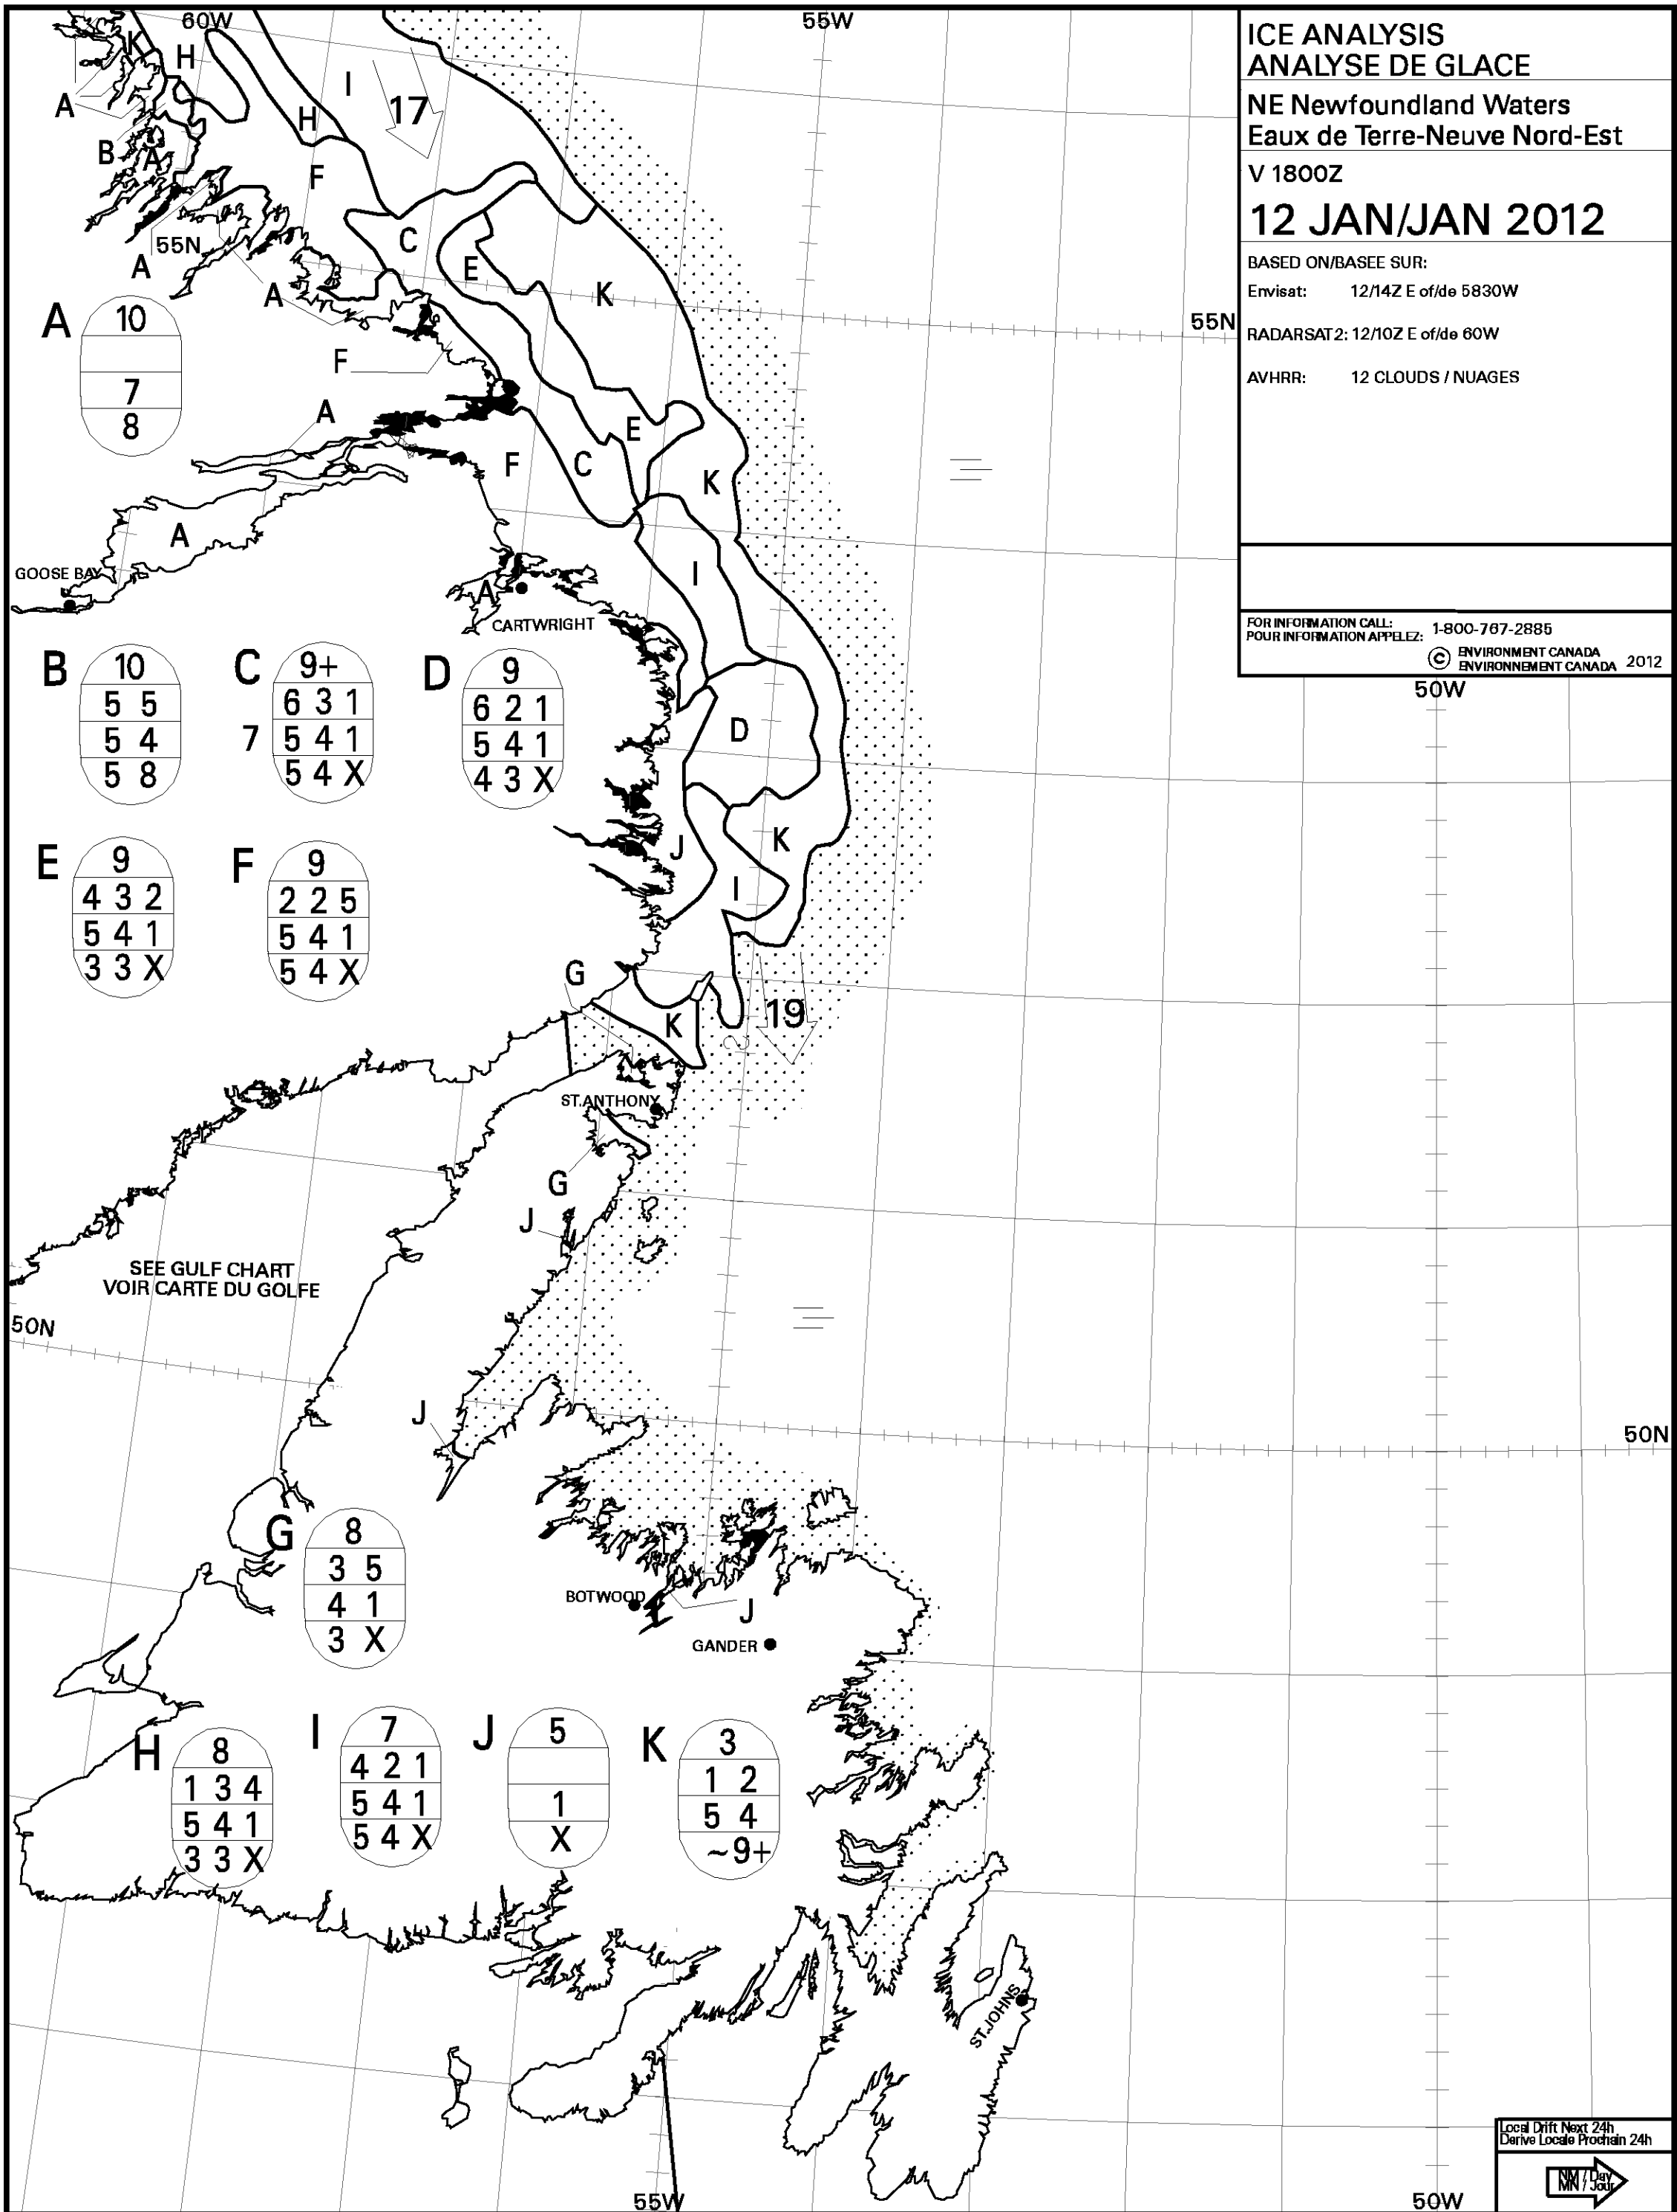 60W
55W
K
H
I
A
17
H
B
A
F
55N
C
A
E
A
K
55N
F
A
E
F
C
K
A
I
GOOSE BAY
A
CARTWRIGHT
D
J
K
I
G
K
19
2
ST.ANTHONY
G
J
SEE GULF CHART
VOIR CARTE DU GOLFE
50N
J
50N
BOTWOOD
J
GANDER
ST.JOHNS
55W
50W
50W
ICE ANALYSIS
ANALYSE DE GLACE
NE Newfoundland Waters
Eaux de Terre-Neuve Nord-Est
V 1800Z
12 JAN/JAN 2012
BASED ON/BASEE SUR:
Envisat: 12/14Z E of/de 5830W
RADARSAT2: 12/10Z E of/de 60W
AVHRR: 12 CLOUDS / NUAGES
FOR INFORMATION CALL:
POUR INFORMATION APPELEZ: 1-800-767-2885
© ENVIRONMENT CANADA
ENVIRONNEMENT CANADA 2012
A
10
7
8
B
10
5 5
5 4
5 8
C
9+
6 3 1
7 5 4 1
5 4 X
D
9
6 2 1
5 4 1
4 3 X
E
9
4 3 2
5 4 1
3 3 X
F
9
2 2 5
5 4 1
5 4 X
G
8
3 5
4 1
3 X
H
8
1 3 4
5 4 1
3 3 X
I
7
4 2 1
5 4 1
5 4 X
J
5
1
X
K
3
1 2
5 4
~9+
Local Drift Next 24h
Derive Locale Prochain 24h
NM / Day
MN / Jour